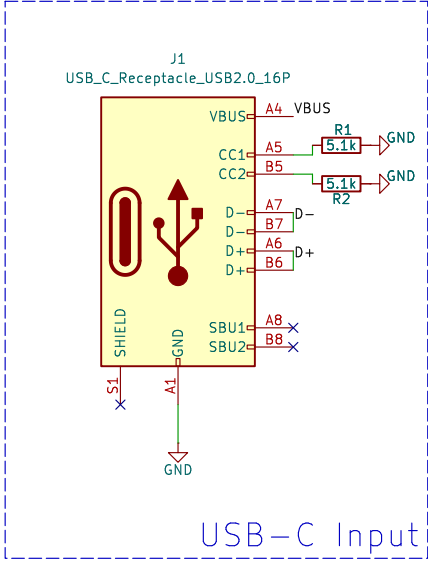 J1
USB_C_Receptacle_USB2.0_16P
VBUS A4 VBUS
CC1 A5 R1 5.1k GND
CC2 B5 5.1k R2 GND
D- A7 D-
D- B7
D+ A6 D+
D+ B6
SBU1 A8
SBU2 B8
SHIELD S1
GND A1
GND
USB-C Input